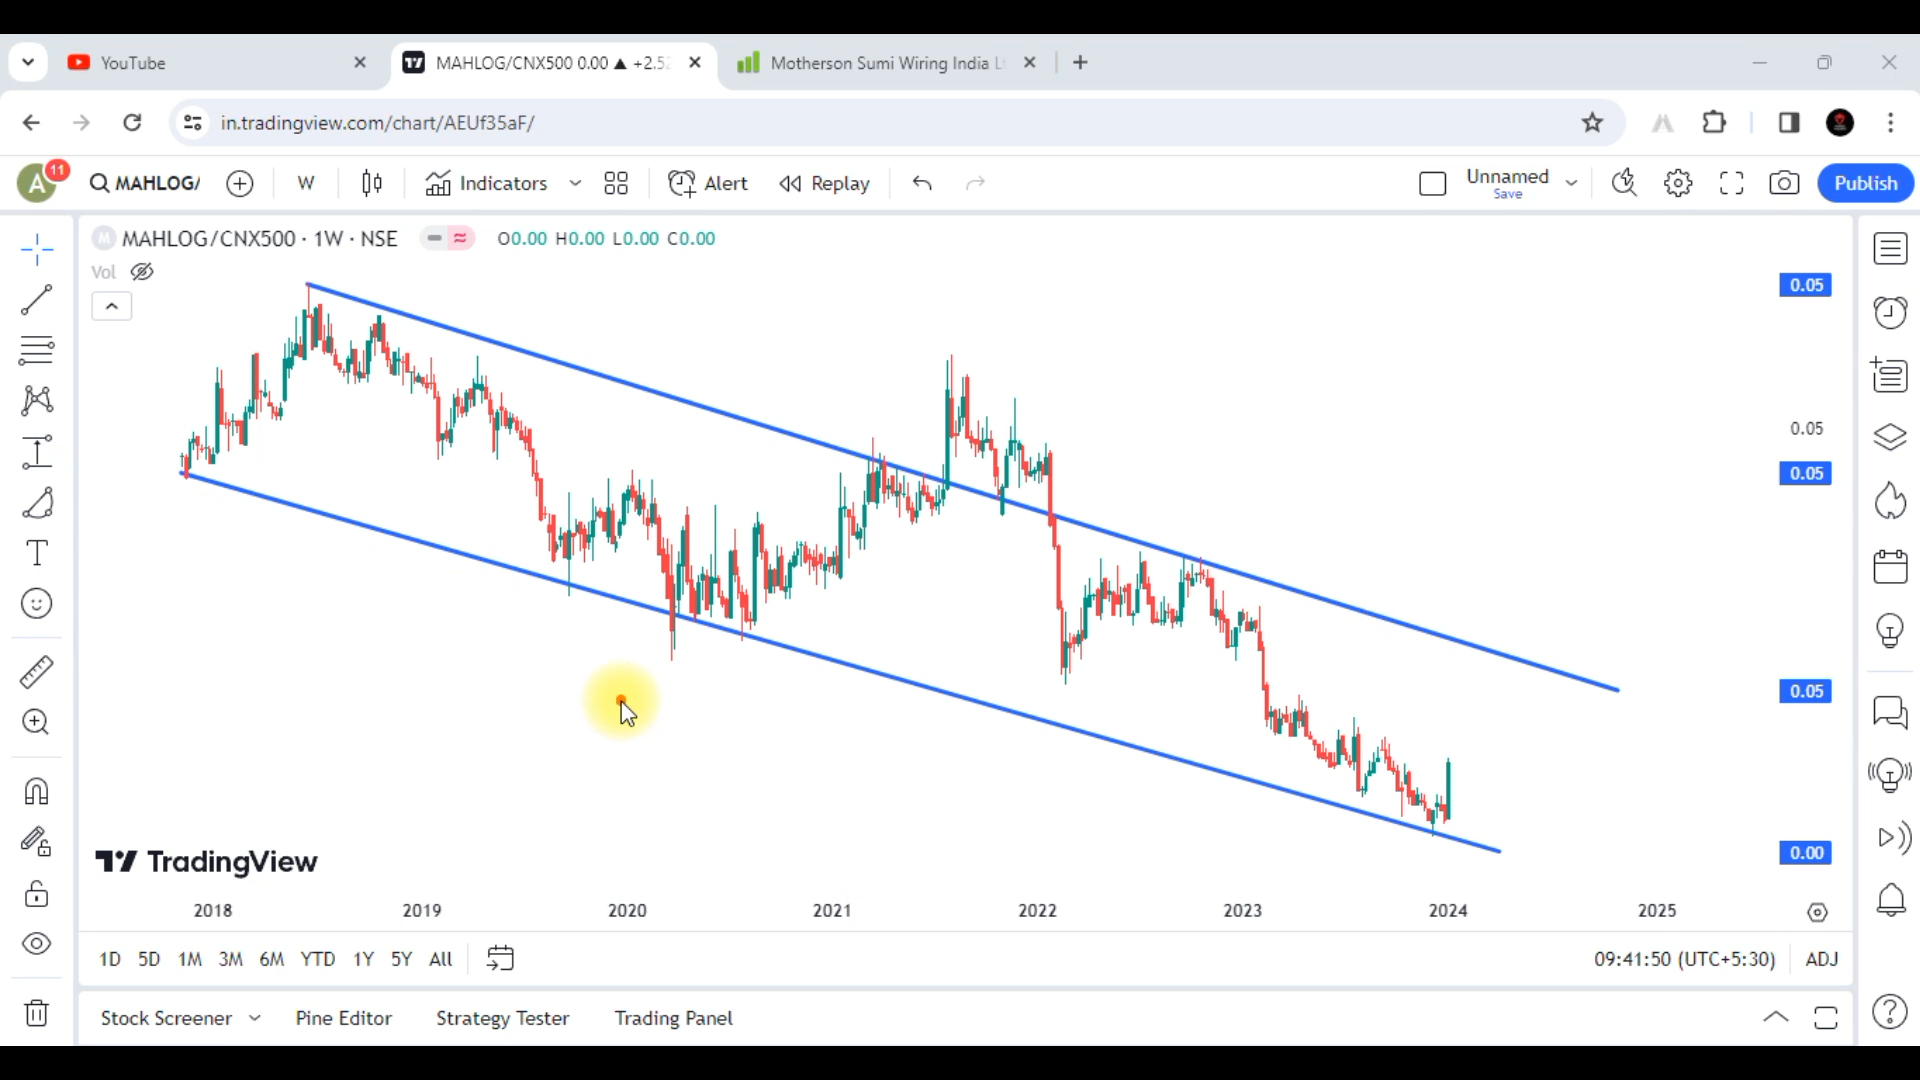 YouTube
MAHLOG/CNX500 0.00 ▲ +2.52
Motherson Sumi Wiring India L
in.tradingview.com/chart/AEUf35aF/
A
11
MAHLOG/
W
Indicators
Alert
Replay
Unnamed
Save
Publish
M MAHLOG/CNX500 · 1W · NSE
O0.00 H0.00 L0.00 C0.00
Vol
0.05
0.05
0.05
0.05
0.00
TradingView
2018 2019 2020 2021 2022 2023 2024 2025
1D 5D 1M 3M 6M YTD 1Y 5Y All
09:41:50 (UTC+5:30) ADJ
Stock Screener Pine Editor Strategy Tester Trading Panel